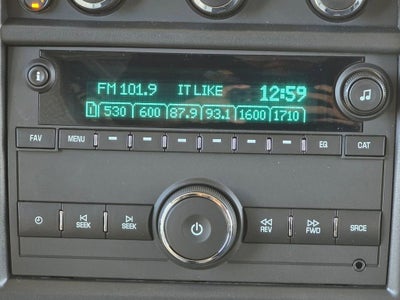 FM 101.9 IT LIKE 12:59
530 600 87.9 93.1 1600 1710
FAV MENU EQ CAT
SEEK SEEK REV FWD SRCE